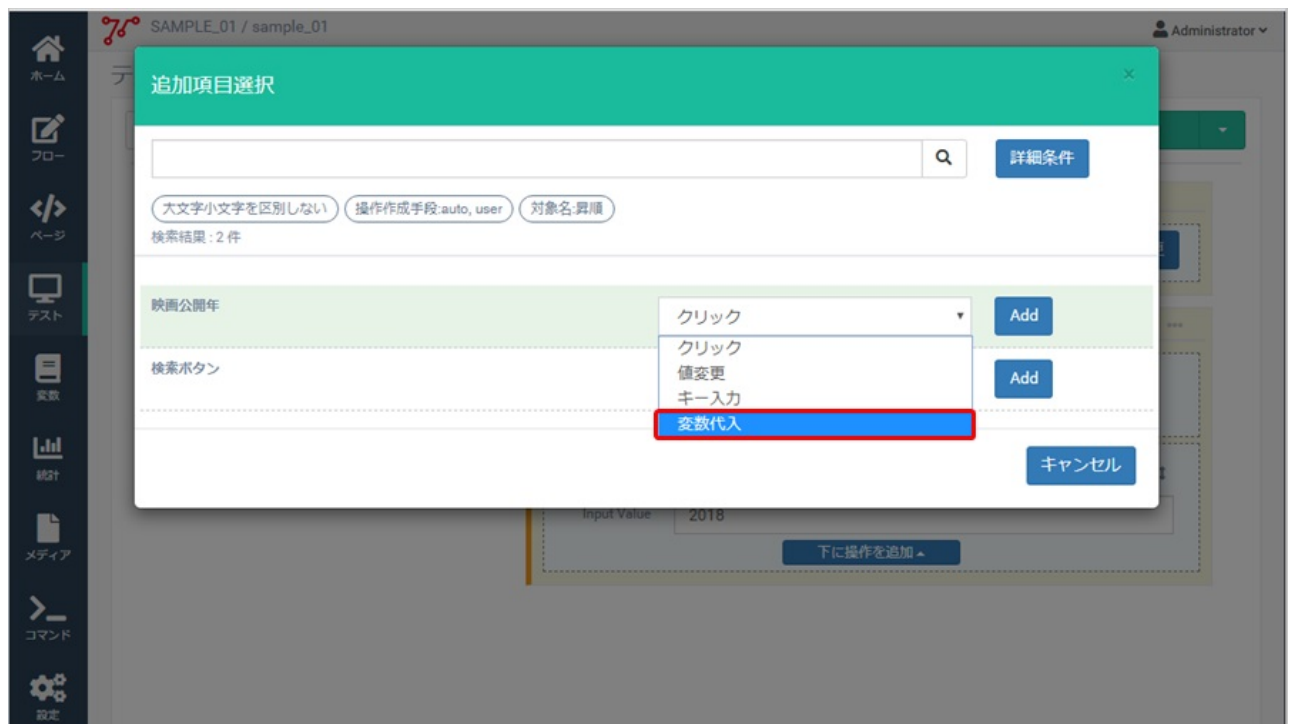 SAMPLE_01 / sample_01
Administrator
ホーム
フロー
ページ
テスト
変数
統計
メディア
コマンド
設定
テ
追加項目選択
×
詳細条件
大文字小文字を区別しない
操作作成手段:auto, user
対象名:昇順
検索結果 : 2 件
映画公開年
クリック
Add
クリック
値変更
キー入力
変数代入
検索ボタン
Add
キャンセル
Input Value
2018
下に操作を追加